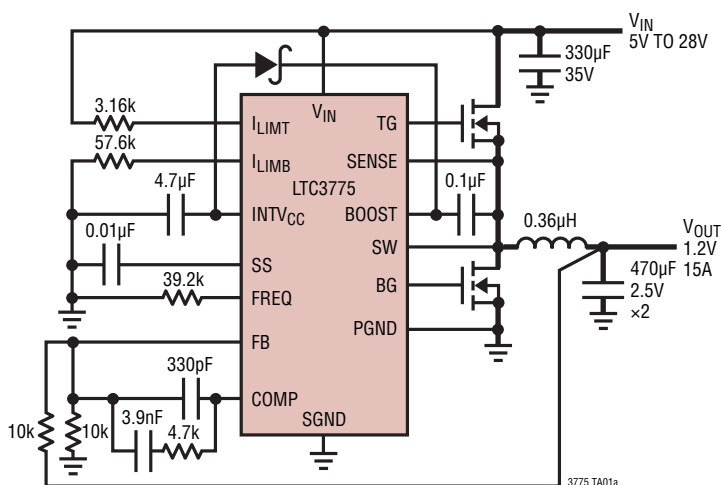 VIN
5V TO 28V
330µF
35V
3.16k
57.6k
4.7µF
0.01µF
39.2k
ILIMT
ILIMB
INTVCC
SS
FREQ
FB
COMP
VIN
LTC3775
SGND
TG
SENSE
BOOST
SW
BG
PGND
0.1µF
0.36µH
VOUT
1.2V
15A
470µF
2.5V
×2
330pF
3.9nF
4.7k
10k
10k
3775 TA01a